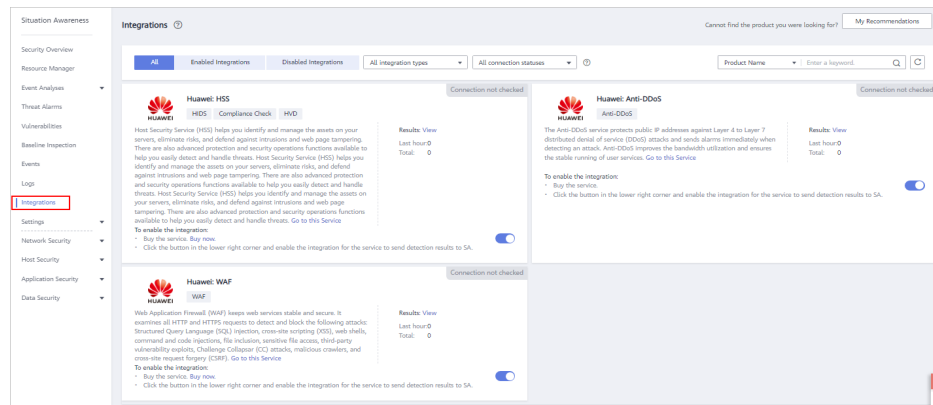 Situation Awareness
Security Overview
Resource Manager
Event Analyses
Threat Alarms
Vulnerabilities
Baseline Inspection
Events
Logs
Integrations
Settings
Network Security
Host Security
Application Security
Data Security
Integrations
Cannot find the product you were looking for?
My Recommendations
All
Enabled Integrations
Disabled Integrations
All integration types
All connection statuses
Product Name
Enter a keyword.
Connection not checked
HUAWEI
Huawei: HSS
HIDS Compliance Check HVD
Host Security Service (HSS) helps you identify and manage the assets on your
servers, eliminate risks, and defend against intrusions and web page tampering.
There are also advanced protection and security operations functions available to
help you easily detect and handle threats. Host Security Service (HSS) helps you
identify and manage the assets on your servers, eliminate risks, and defend
against intrusions and web page tampering. There are also advanced protection
and security operations functions available to help you easily detect and handle
threats. Host Security Service (HSS) helps you identify and manage the assets on
your servers, eliminate risks, and defend against intrusions and web page
tampering. There are also advanced protection and security operations functions
available to help you easily detect and handle threats. Go to this Service
To enable the integration:
Buy the service. Buy now.
Click the button in the lower right corner and enable the integration for the service to send detection results to SA.
Results: View
Last hour:0
Total: 0
Connection not checked
HUAWEI
Huawei: Anti-DDoS
Anti-DDoS
The Anti-DDoS service protects public IP addresses against Layer 4 to Layer 7
distributed denial of service (DDoS) attacks and sends alarms immediately when
detecting an attack. Anti-DDoS improves the bandwidth utilization and ensures
the stable running of user services. Go to this Service
To enable the integration:
Buy the service.
Click the button in the lower right corner and enable the integration for the service to send detection results to SA.
Results: View
Last hour:0
Total: 0
Connection not checked
HUAWEI
Huawei: WAF
WAF
Web Application Firewall (WAF) keeps web services stable and secure. It
examines all HTTP and HTTPS requests to detect and block the following attacks:
Structured Query Language (SQL) injection, cross-site scripting (XSS), web shells,
command and code injections, file inclusion, sensitive file access, third-party
vulnerability exploits, Challenge Collapsar (CC) attacks, malicious crawlers, and
cross-site request forgery (CSRF). Go to this Service
To enable the integration:
Buy the service. Buy now.
Click the button in the lower right corner and enable the integration for the service to send detection results to SA.
Results: View
Last hour:0
Total: 0